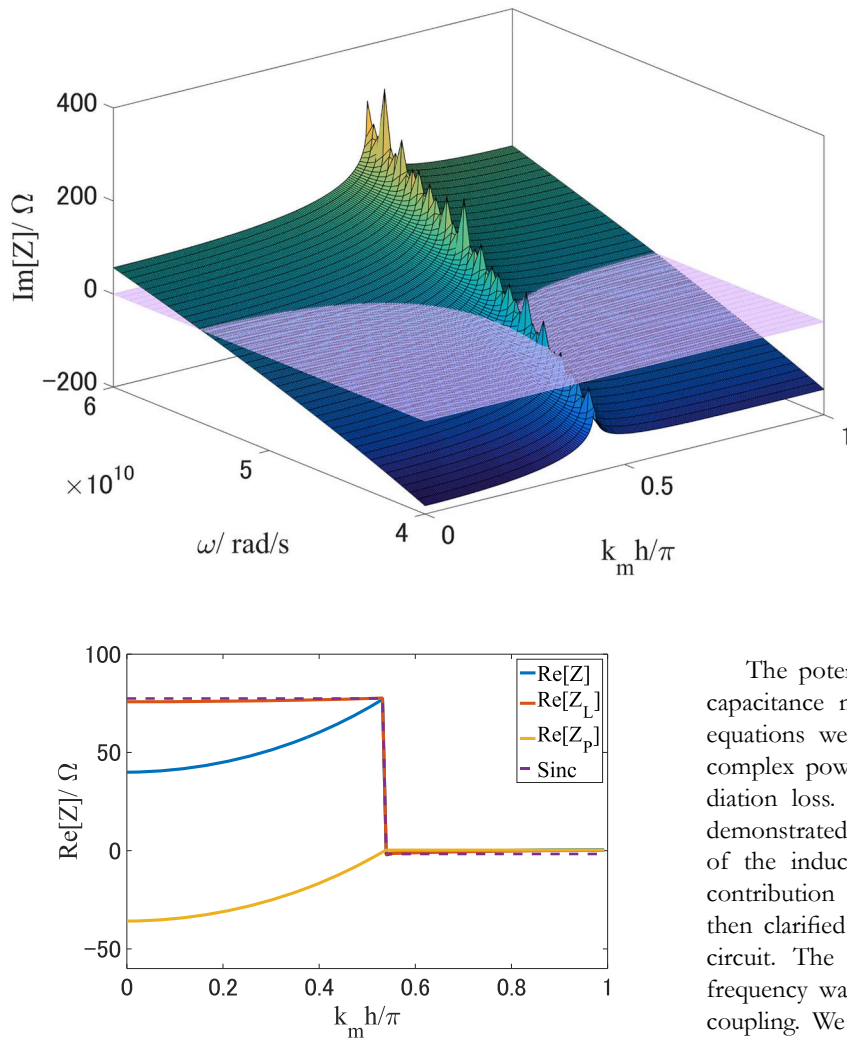 400
200
0
-200
Im[Z]/ Ω
6
×10^10
5
4
ω/ rad/s
0
0.5
1
k_m h/π
100
50
0
-50
Re[Z]/ Ω
Re[Z]
Re[Z_L]
Re[Z_P]
Sinc
0
0.2
0.4
0.6
0.8
1
k_m h/π
The poter
capacitance r
equations we
complex pow
diation loss.
demonstrated
of the induc
contribution
then clarified
circuit. The
frequency wa
coupling. We